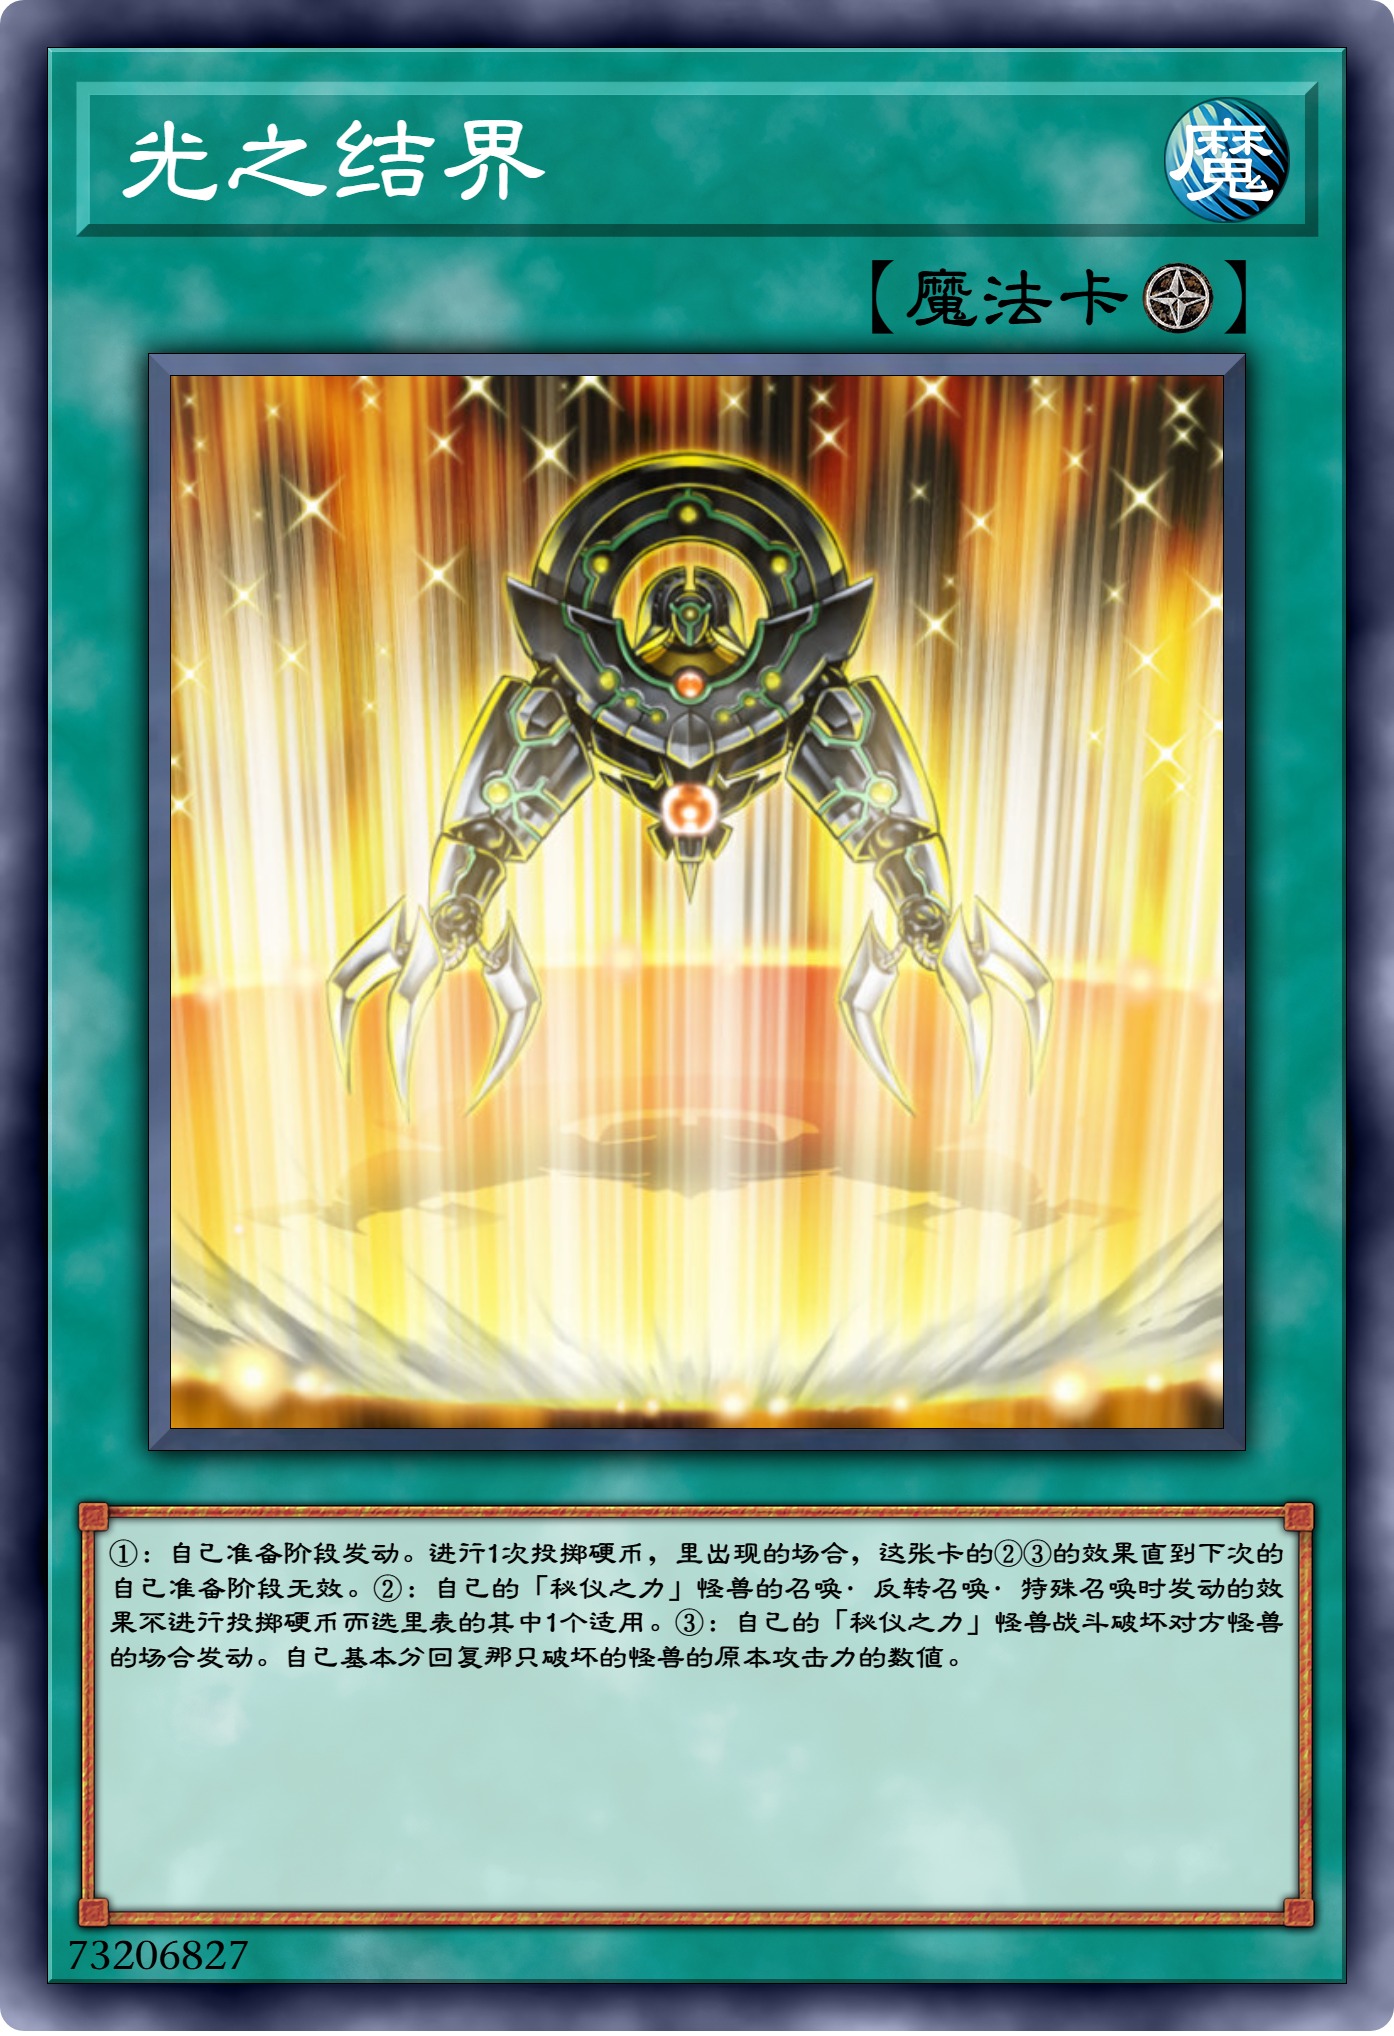 光之结界
魔
【魔法卡】
①：自己准备阶段发动。进行1次投掷硬币，里出现的场合，这张卡的②③的效果直到下次的
自己准备阶段无效。②：自己的「秘仪之力」怪兽的召唤·反转召唤·特殊召唤时发动的效
果不进行投掷硬币而选里表的其中1个适用。③：自己的「秘仪之力」怪兽战斗破坏对方怪兽
的场合发动。自己基本分回复那只破坏的怪兽的原本攻击力的数值。
73206827